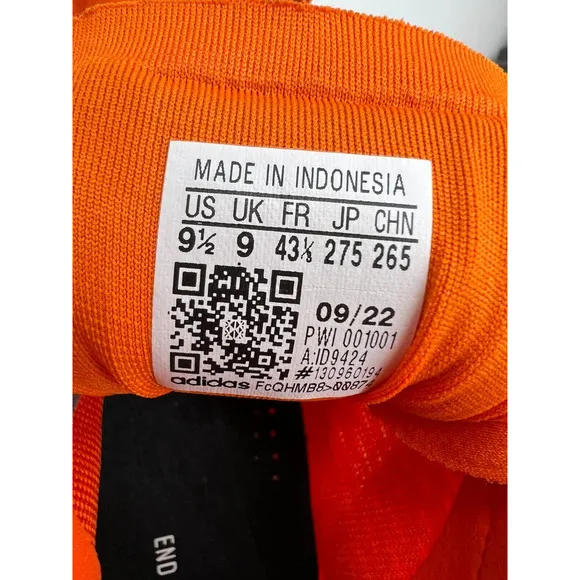 MADE IN INDONESIA
US UK FR JP CHN
9½ 9 43⅓ 275 265
09/22
PWI 001001
A:ID9424
#130960194
adidas FcQHMB8>00874
END